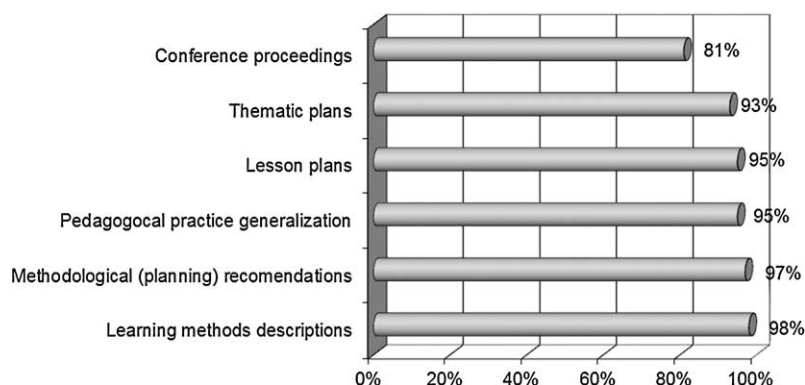 Conference proceedings 81%
Thematic plans 93%
Lesson plans 95%
Pedagogocal practice generalization 95%
Methodological (planning) recomendations 97%
Learning methods descriptions 98%
0% 20% 40% 60% 80% 100%